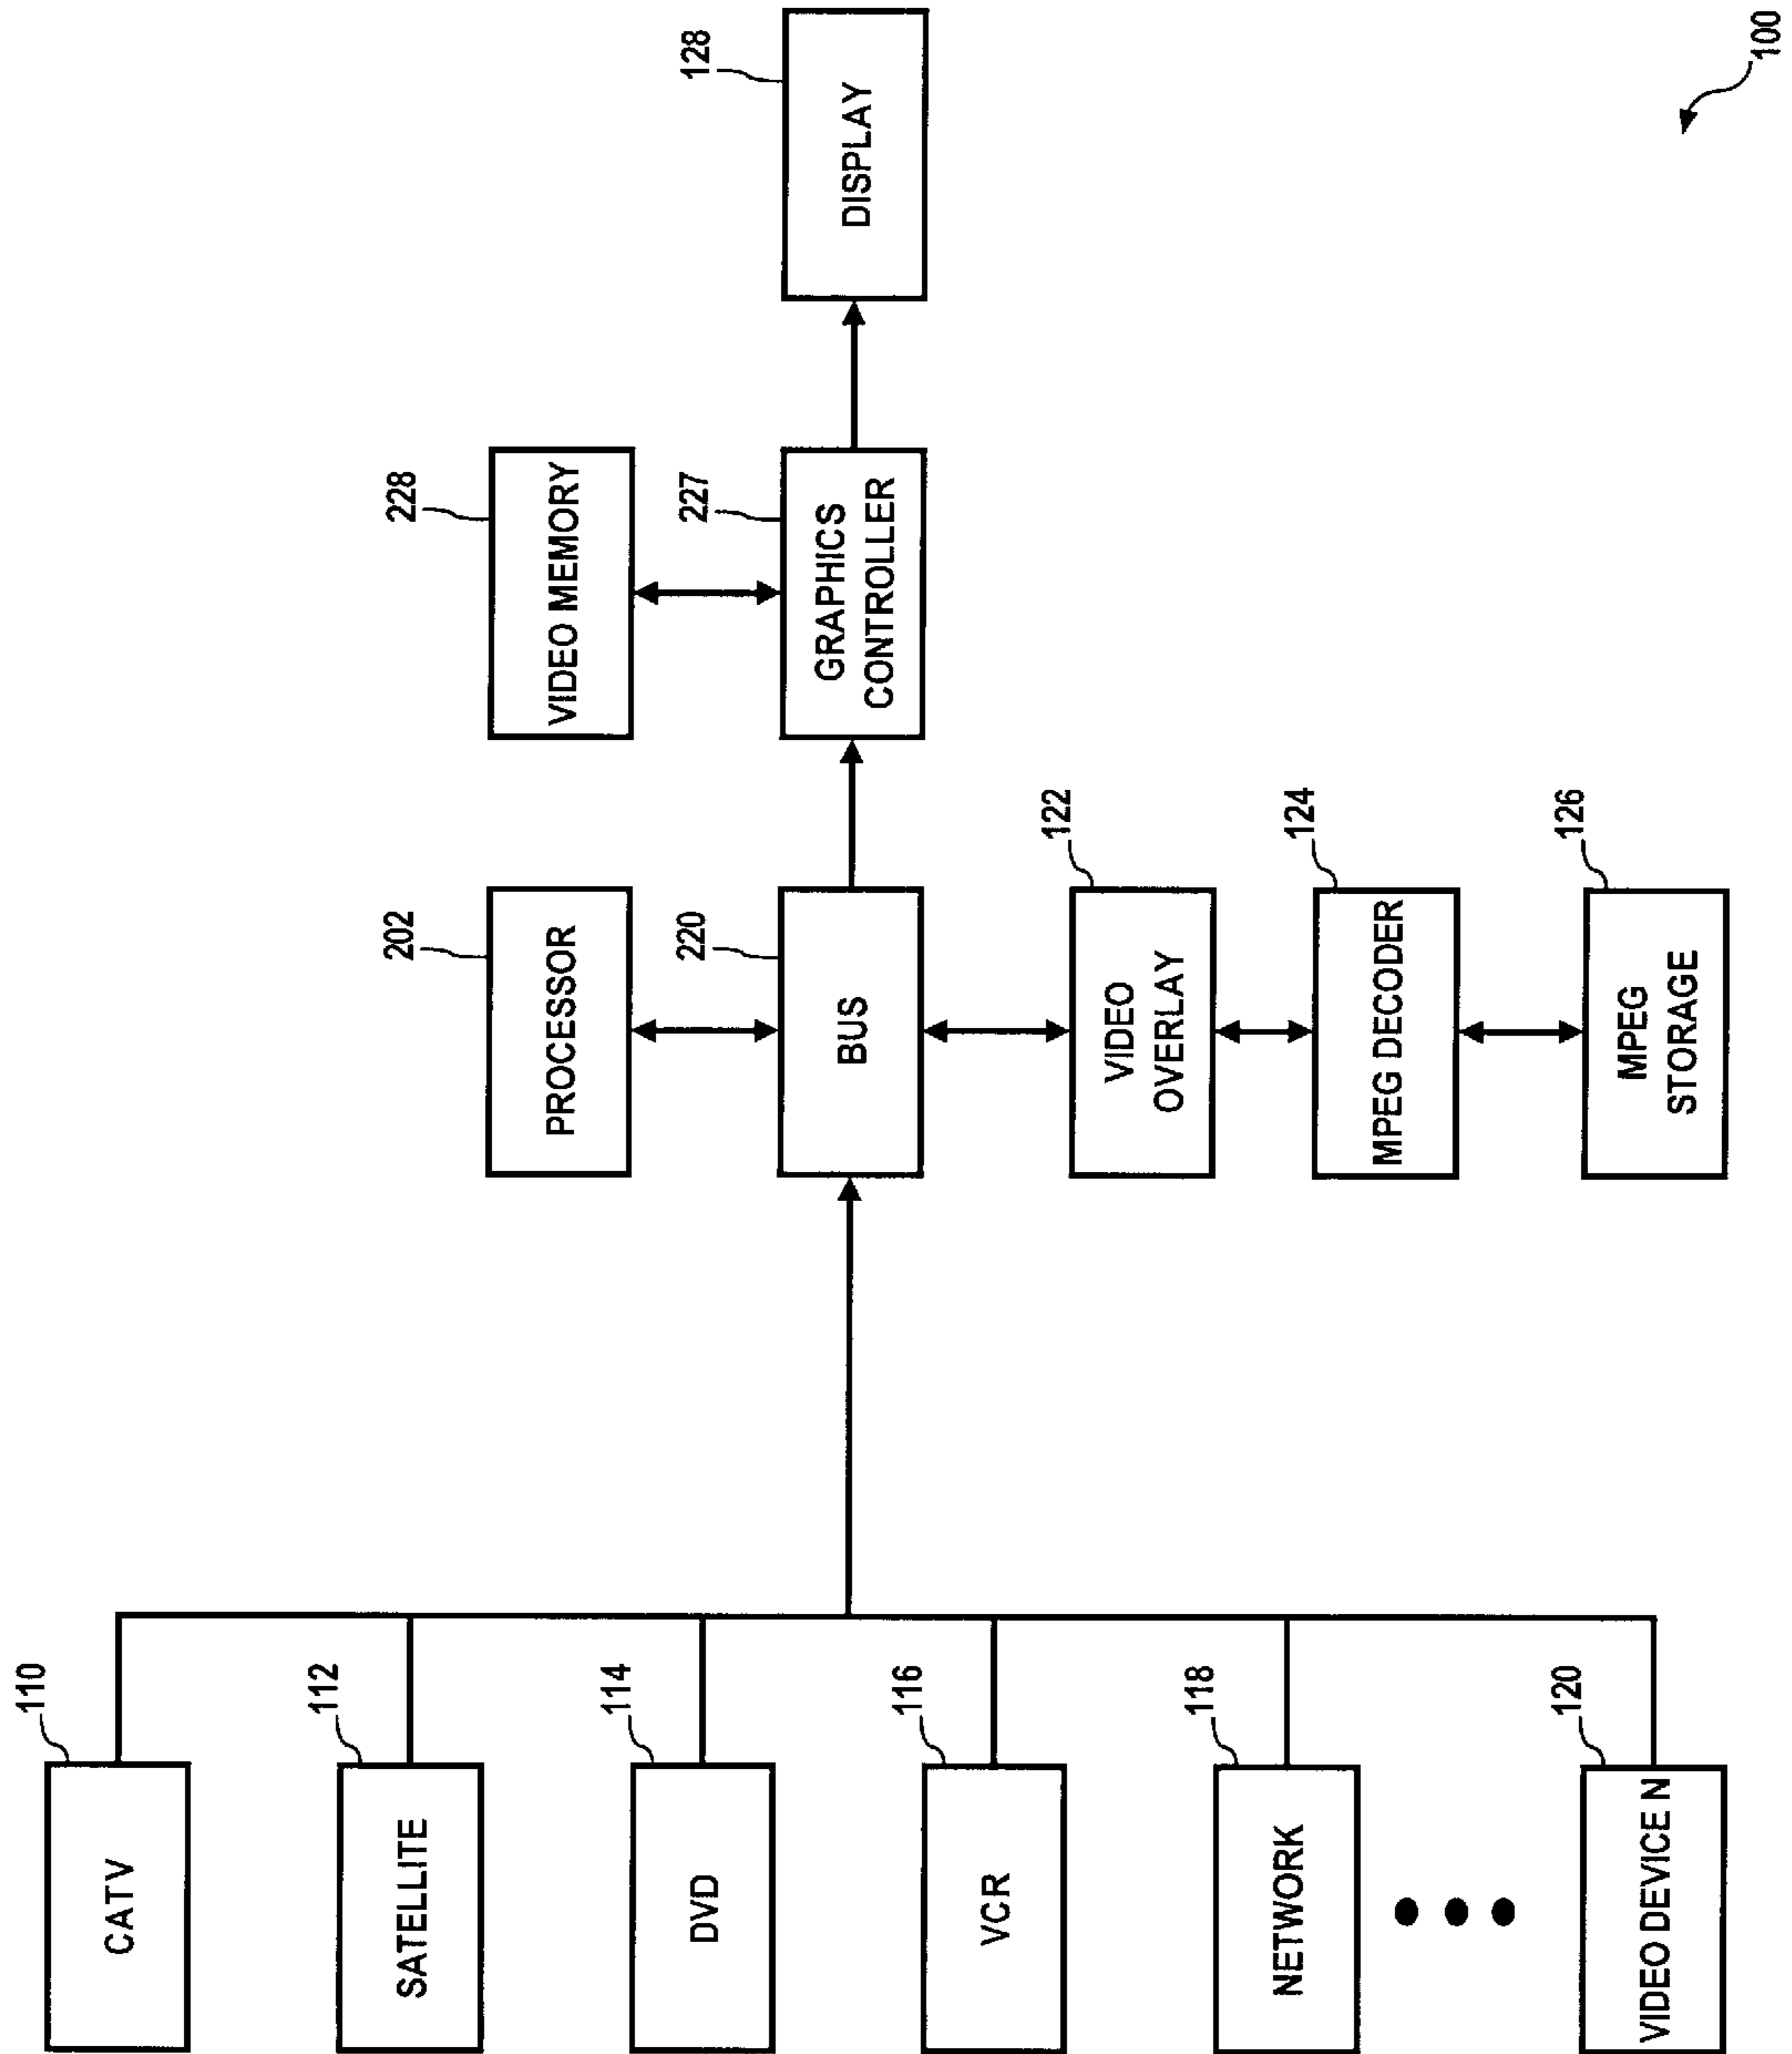 110
CATV
112
SATELLITE
114
DVD
116
VCR
118
NETWORK
120
VIDEO DEVICE N
202
PROCESSOR
220
BUS
122
VIDEO
OVERLAY
124
MPEG DECODER
126
MPEG
STORAGE
228
VIDEO MEMORY
227
GRAPHICS
CONTROLLER
128
DISPLAY
100